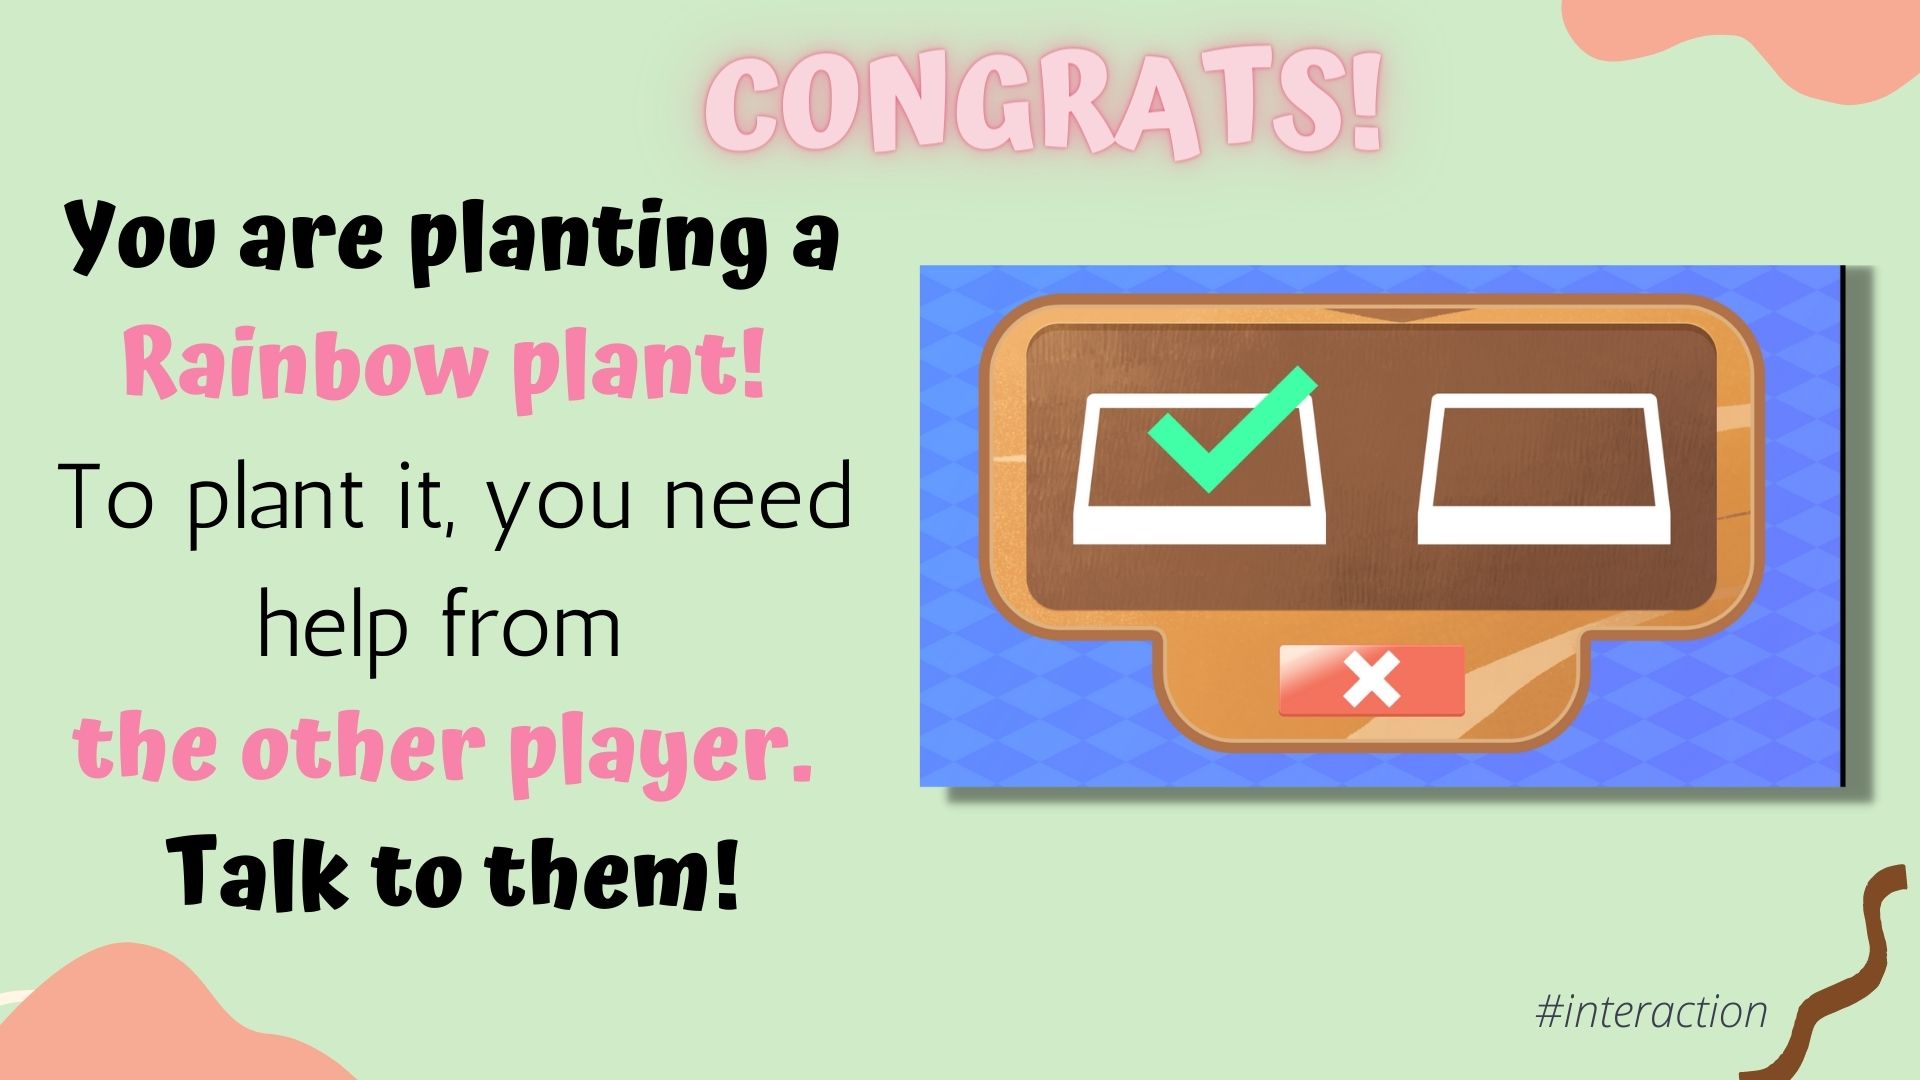 CONGRATS!
You are planting a
Rainbow plant!
To plant it, you need
help from
the other player.
Talk to them!
#interaction